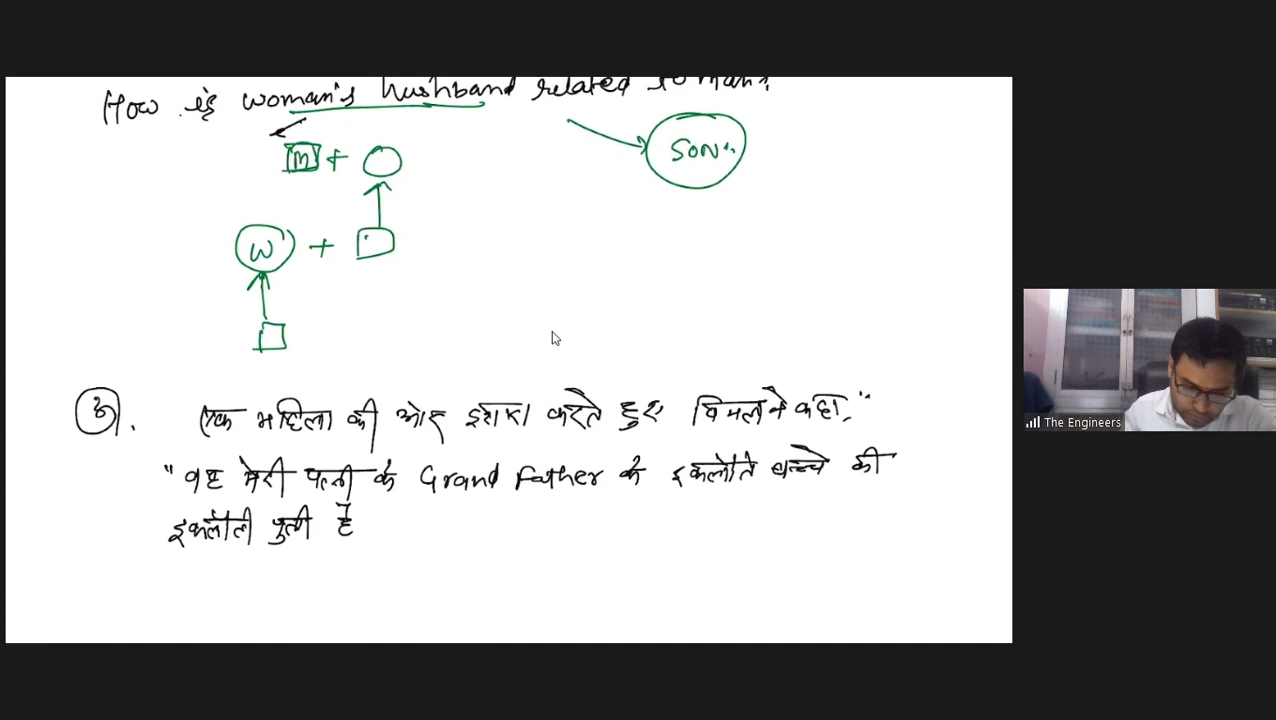 How is woman's hushband related to man?
m +
SON
W +
3. एक महिला की ओर इशारा करते हुए विमल ने कहा,
"वह मेरी पत्नी के Grand Father के इकलौते बच्चे की
इकलौती पुत्री है
The Engineers